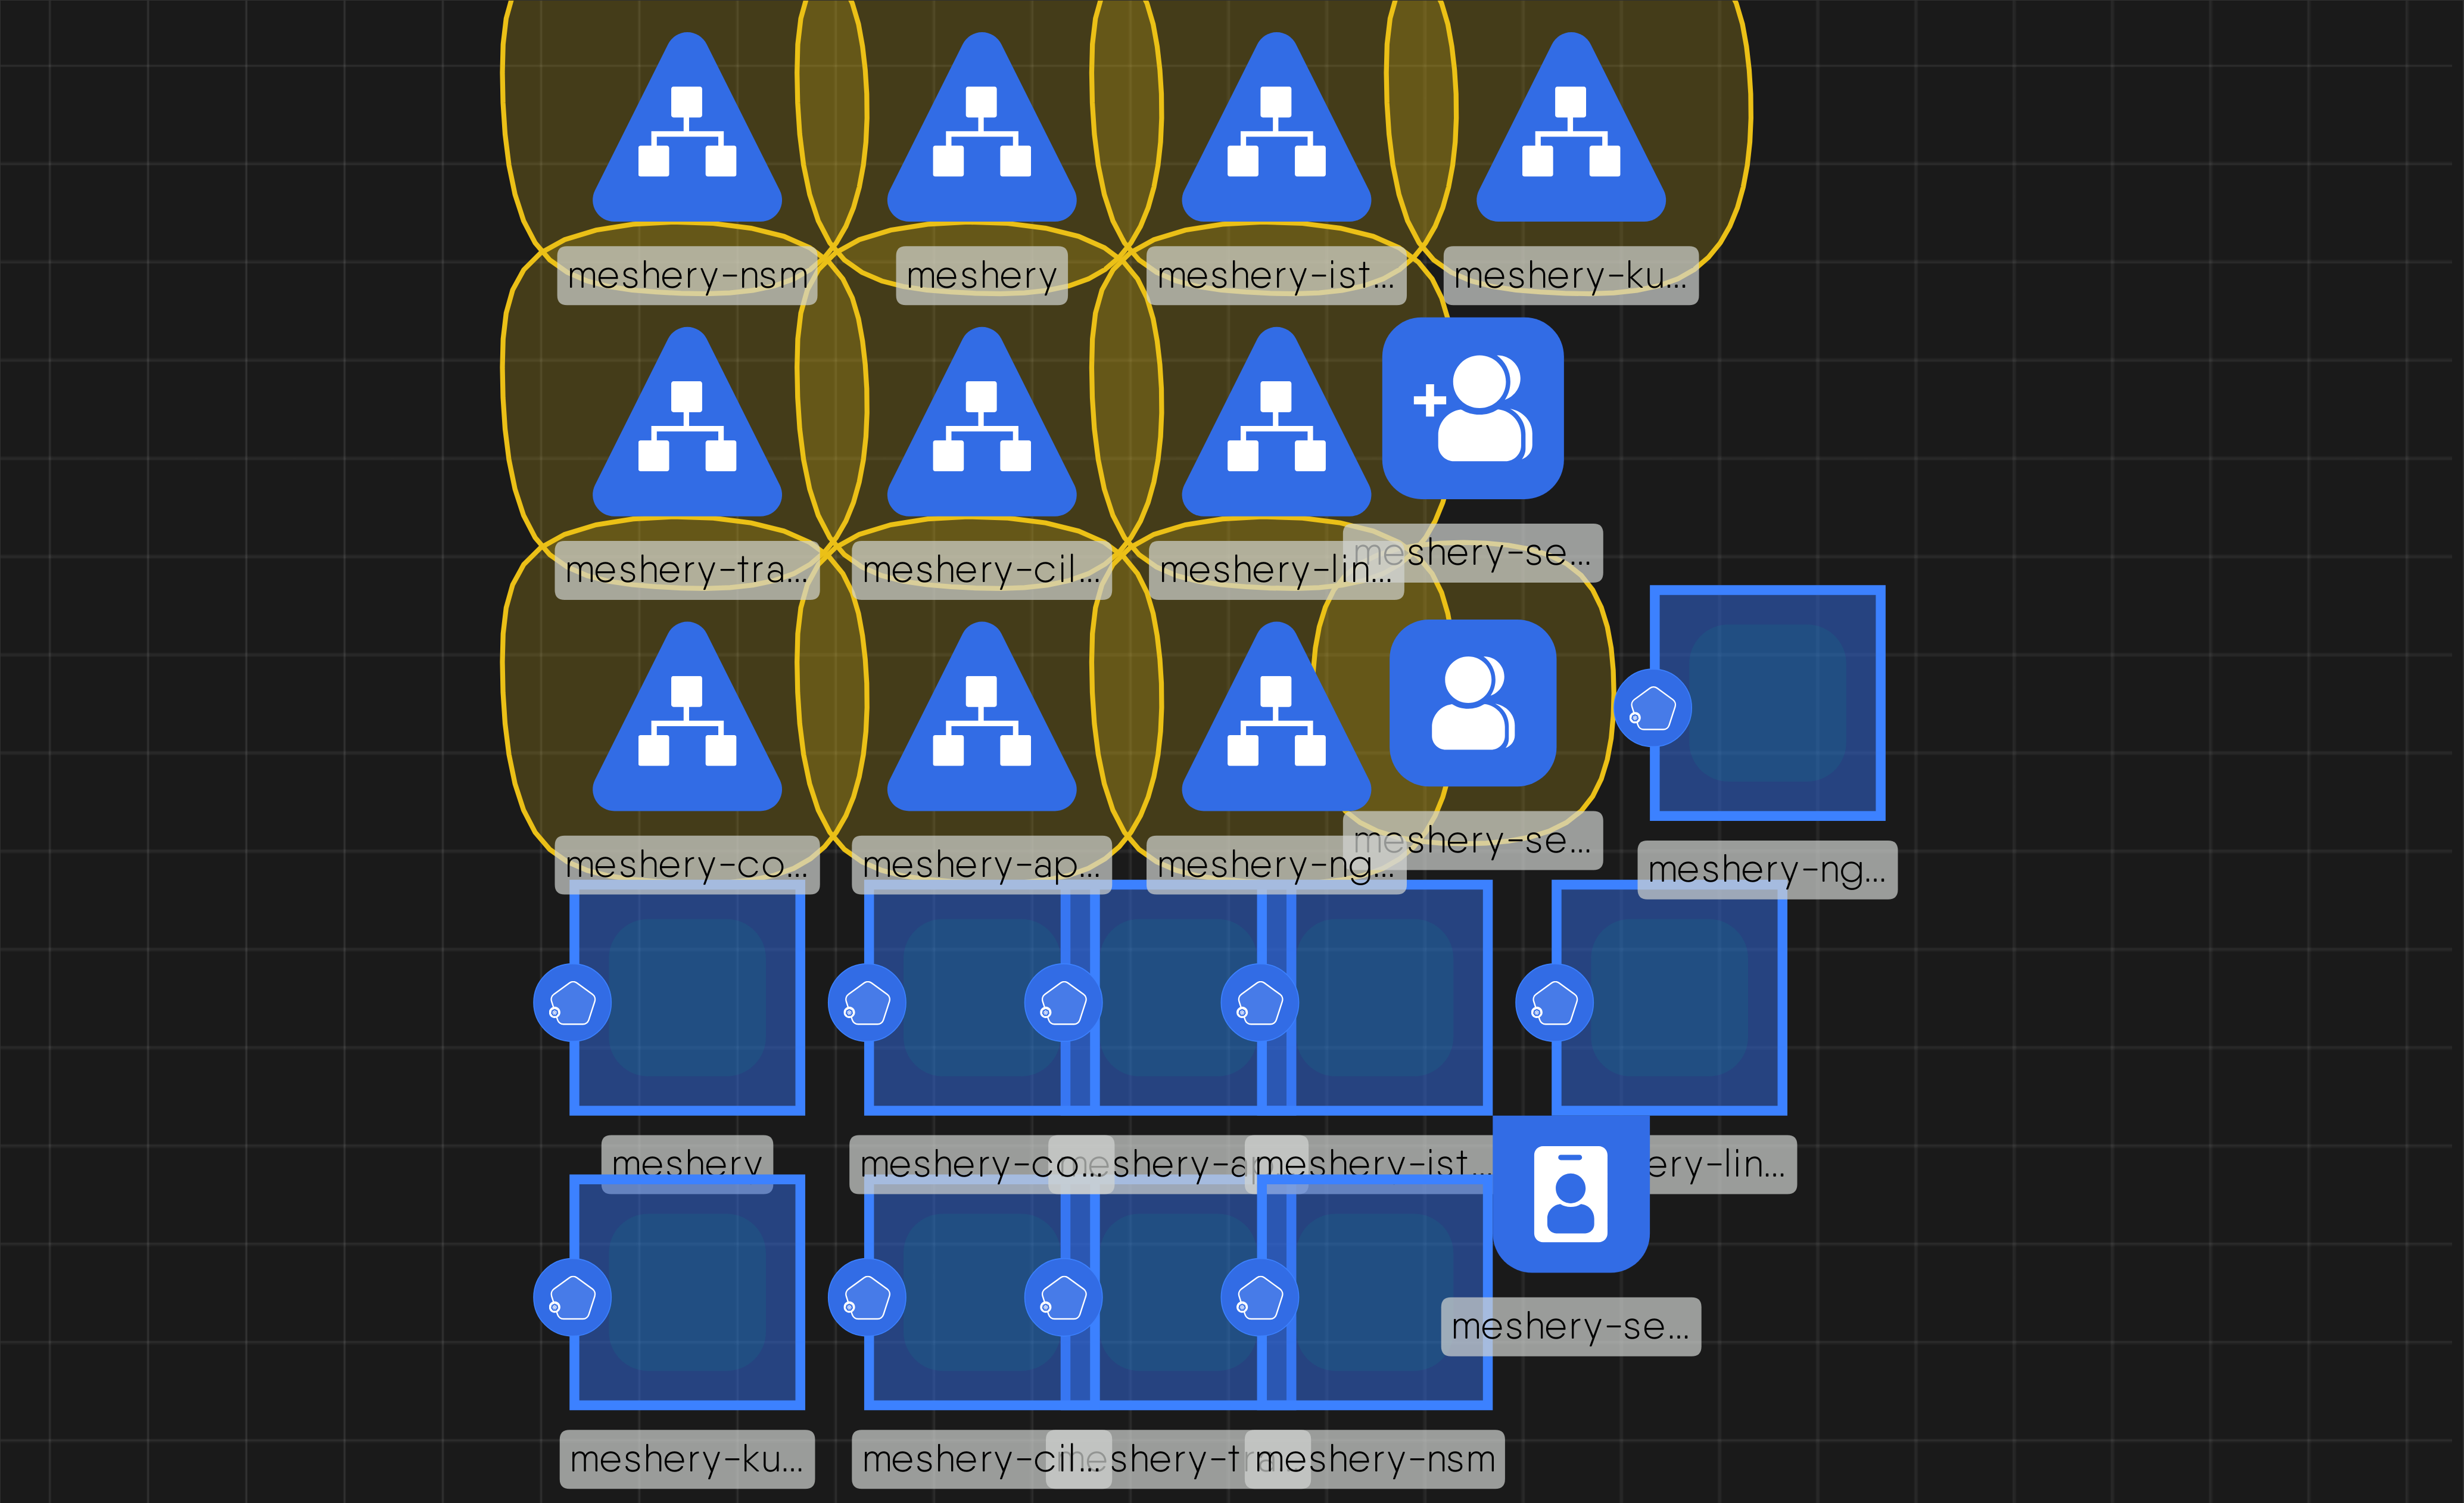 meshery-nsm
meshery
meshery-ist...
meshery-ku...
meshery-tra...
meshery-cil...
meshery-lin...
meshery-se...
meshery-co...
meshery-ap...
meshery-ng...
meshery-se...
meshery-ng...
meshery
meshery-co...
meshery-ist...
ery-lin...
meshery-se...
meshery-ku...
meshery-cil...
meshery-nsm